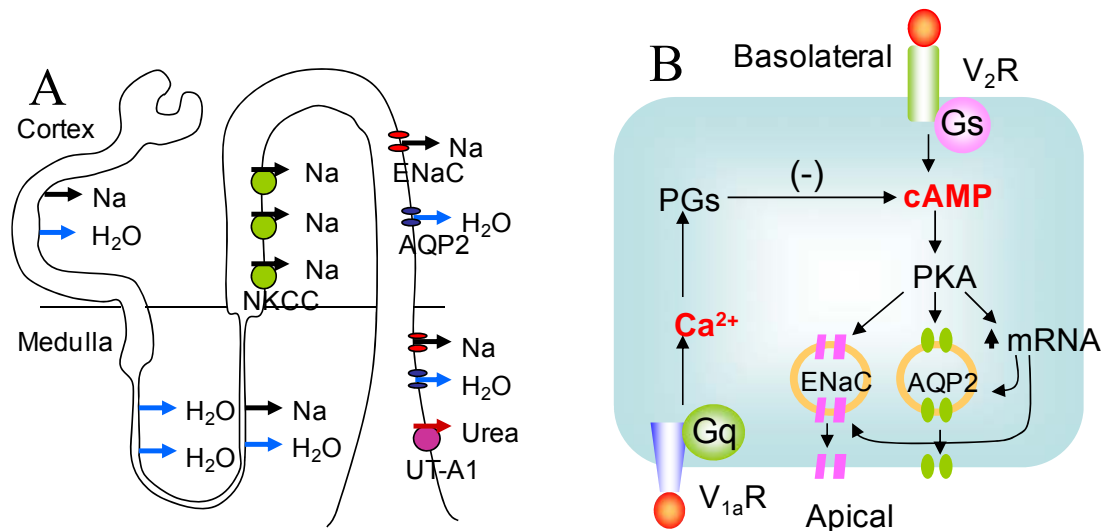 A
Cortex
Na
H₂O
Na
Na
Na
NKCC
Na
ENaC
H₂O
AQP2
Medulla
H₂O
H₂O
Na
H₂O
Na
H₂O
Urea
UT-A1
B
Basolateral
V₂R
Gs
(-)
PGs
cAMP
PKA
Ca²⁺
mRNA
ENaC
AQP2
Gq
V₁ₐR
Apical